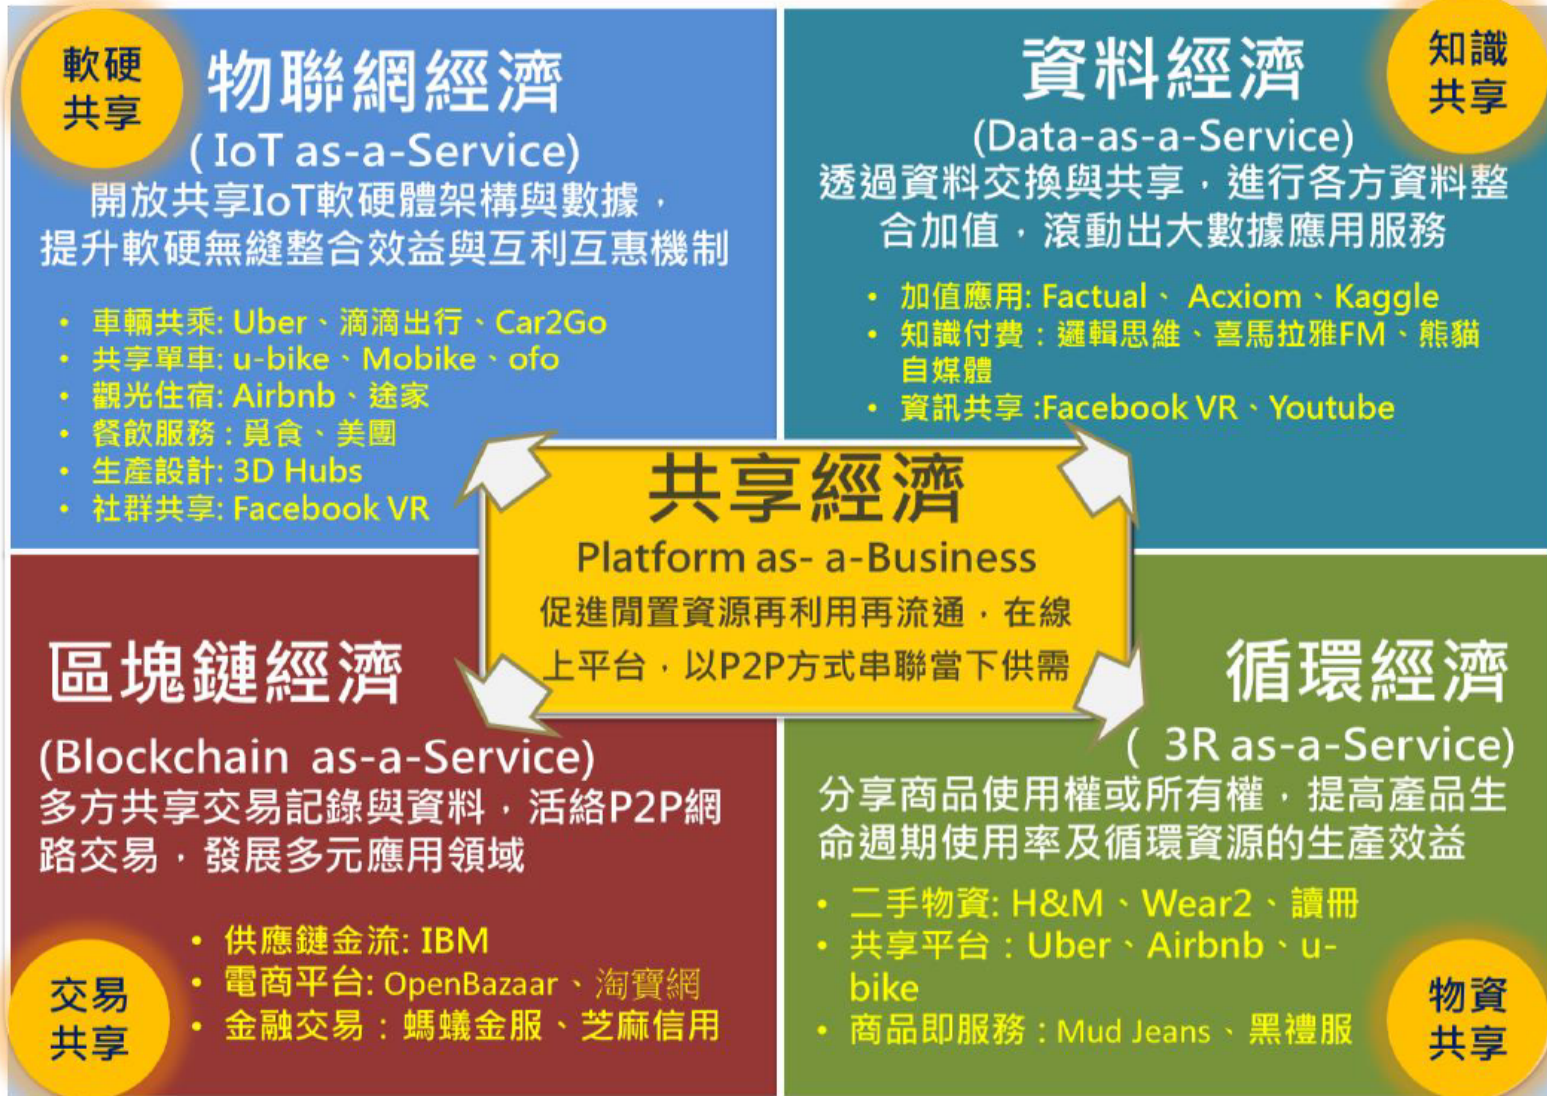 軟硬
共享
物聯網經濟
( IoT as-a-Service)
開放共享IoT軟硬體架構與數據，
提升軟硬無縫整合效益與互利互惠機制
• 車輛共乘: Uber、滴滴出行、Car2Go
• 共享單車: u-bike、Mobike、ofo
• 觀光住宿: Airbnb、途家
• 餐飲服務 : 覓食、美團
• 生產設計: 3D Hubs
• 社群共享: Facebook VR
知識
共享
資料經濟
(Data-as-a-Service)
透過資料交換與共享，進行各方資料整
合加值，滾動出大數據應用服務
• 加值應用: Factual、 Acxiom、Kaggle
• 知識付費 : 邏輯思維、喜馬拉雅FM、熊貓
自媒體
• 資訊共享 :Facebook VR、Youtube
共享經濟
Platform as- a-Business
促進閒置資源再利用再流通，在線
上平台，以P2P方式串聯當下供需
區塊鏈經濟
(Blockchain as-a-Service)
多方共享交易記錄與資料，活絡P2P網
路交易，發展多元應用領域
• 供應鏈金流: IBM
• 電商平台: OpenBazaar、淘寶網
• 金融交易 : 螞蟻金服、芝麻信用
交易
共享
循環經濟
( 3R as-a-Service)
分享商品使用權或所有權，提高產品生
命週期使用率及循環資源的生產效益
• 二手物資: H&M、Wear2、讀冊
• 共享平台 : Uber、Airbnb、u-
bike
• 商品即服務 : Mud Jeans、黑禮服
物資
共享